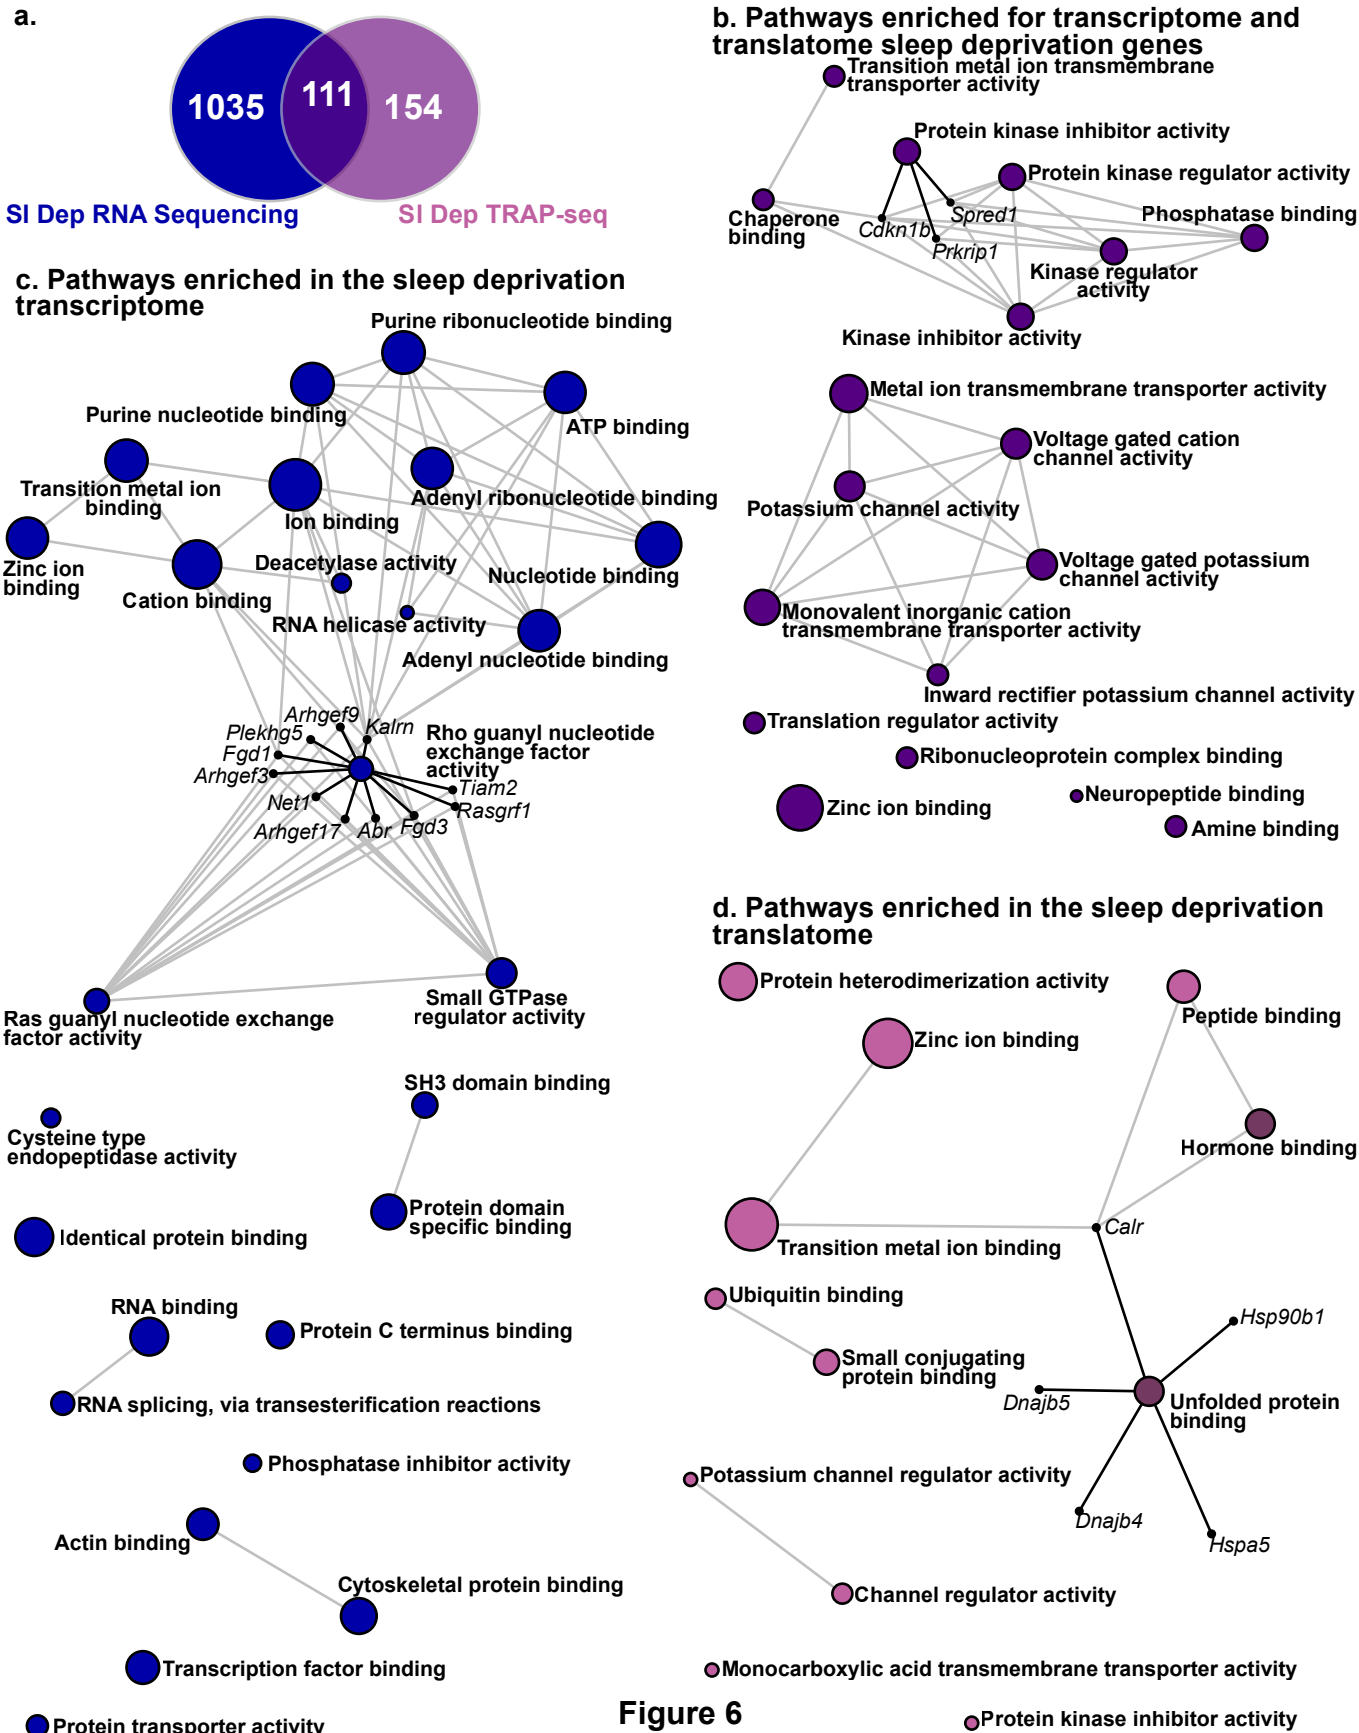 a.
1035
111
154
SI Dep RNA Sequencing
SI Dep TRAP-seq
b. Pathways enriched for transcriptome and
translatome sleep deprivation genes
Transition metal ion transmembrane
transporter activity
Protein kinase inhibitor activity
Protein kinase regulator activity
Chaperone
binding
Cdkn1b
Spred1
Prkrip1
Phosphatase binding
Kinase regulator
activity
Kinase inhibitor activity
Metal ion transmembrane transporter activity
Voltage gated cation
channel activity
Potassium channel activity
Voltage gated potassium
channel activity
Monovalent inorganic cation
transmembrane transporter activity
Inward rectifier potassium channel activity
Translation regulator activity
Ribonucleoprotein complex binding
Zinc ion binding
Neuropeptide binding
Amine binding
c. Pathways enriched in the sleep deprivation
transcriptome
Purine ribonucleotide binding
Purine nucleotide binding
ATP binding
Transition metal ion
binding
Adenyl ribonucleotide binding
Ion binding
Zinc ion
binding
Deacetylase activity
Nucleotide binding
Cation binding
RNA helicase activity
Adenyl nucleotide binding
Arhgef9
Kalrn
Plekhg5
Fgd1
Arhgef3
Rho guanyl nucleotide
exchange factor
activity
Tiam2
Net1
Rasgrf1
Arhgef17
Abr
Fgd3
Ras guanyl nucleotide exchange
factor activity
Small GTPase
regulator activity
SH3 domain binding
Cysteine type
endopeptidase activity
Protein domain
specific binding
Identical protein binding
RNA binding
Protein C terminus binding
RNA splicing, via transesterification reactions
Phosphatase inhibitor activity
Actin binding
Cytoskeletal protein binding
Transcription factor binding
Protein transporter activity
d. Pathways enriched in the sleep deprivation
translatome
Protein heterodimerization activity
Peptide binding
Zinc ion binding
Hormone binding
Calr
Transition metal ion binding
Ubiquitin binding
Hsp90b1
Small conjugating
protein binding
Dnajb5
Unfolded protein
binding
Potassium channel regulator activity
Dnajb4
Hspa5
Channel regulator activity
Monocarboxylic acid transmembrane transporter activity
Protein kinase inhibitor activity
Figure 6